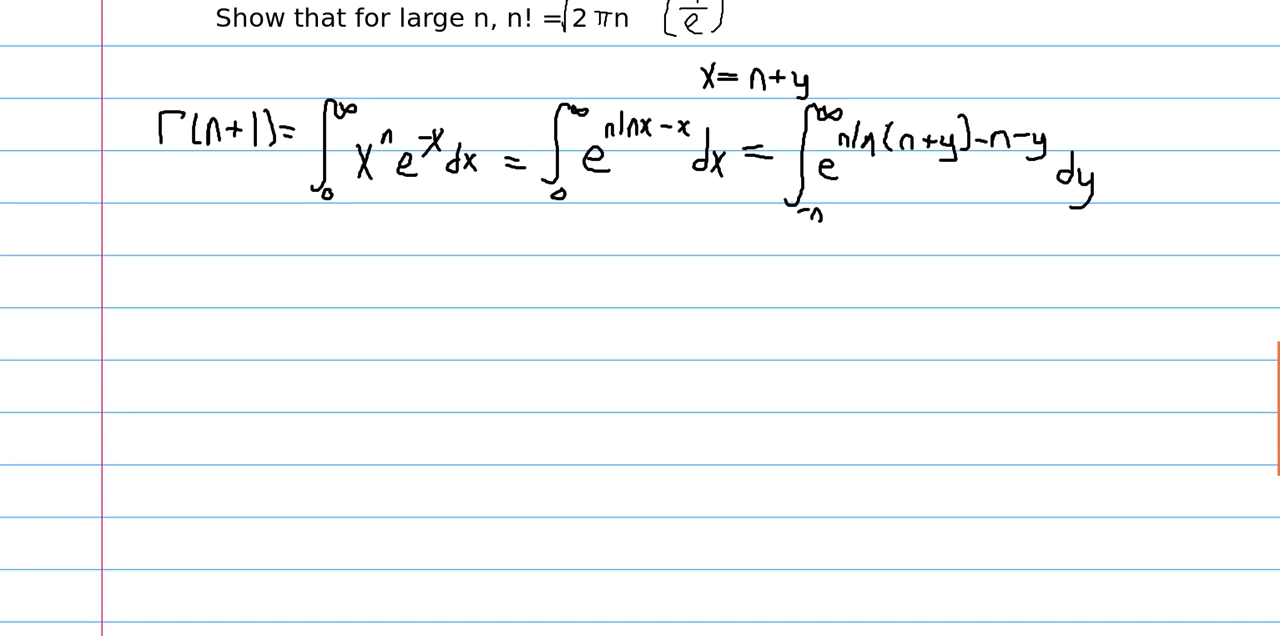 Show that for large n, n! = √2πn (n/e)
x = n+y
Γ(n+1) = ∫₀^∞ xⁿ e^(-x) dx = ∫₀^∞ e^(n ln x - x) dx = ∫₋ₙ^∞ e^(n ln(n+y) - n - y) dy